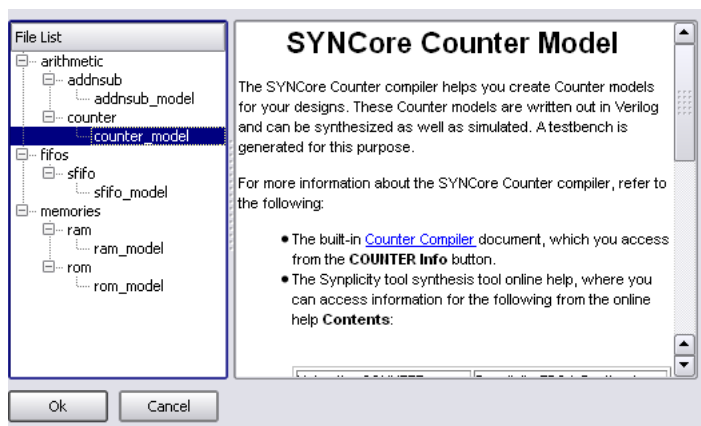 File List
arithmetic
addnsub
addnsub_model
counter
counter_model
fifos
sfifo
sfifo_model
memories
ram
ram_model
rom
rom_model
SYNCore Counter Model
The SYNCore Counter compiler helps you create Counter models
for your designs. These Counter models are written out in Verilog
and can be synthesized as well as simulated. A testbench is
generated for this purpose.
For more information about the SYNCore Counter compiler, refer to
the following:
● The built-in Counter Compiler document, which you access
from the COUNTER Info button.
● The Synplicity tool synthesis tool online help, where you
can access information for the following from the online
help Contents:
Ok
Cancel